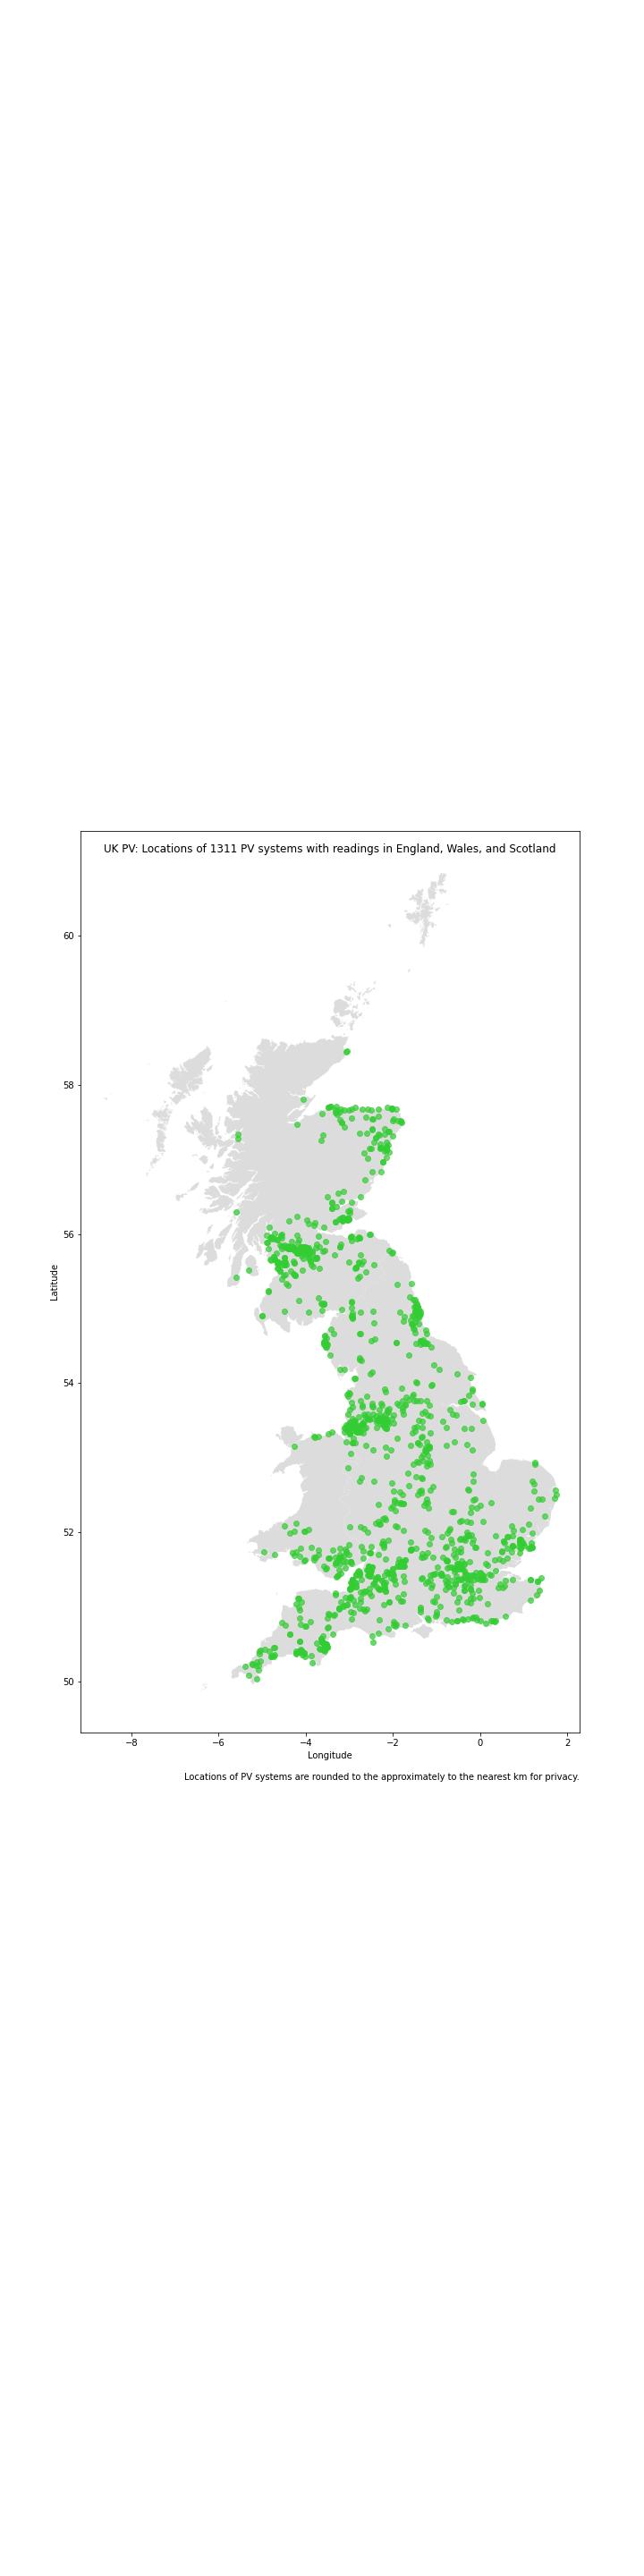 UK PV: Locations of 1311 PV systems with readings in England, Wales, and Scotland
60
58
56
Latitude
54
52
50
−8 −6 −4 −2 0 2
Longitude
Locations of PV systems are rounded to the approximately to the nearest km for privacy.